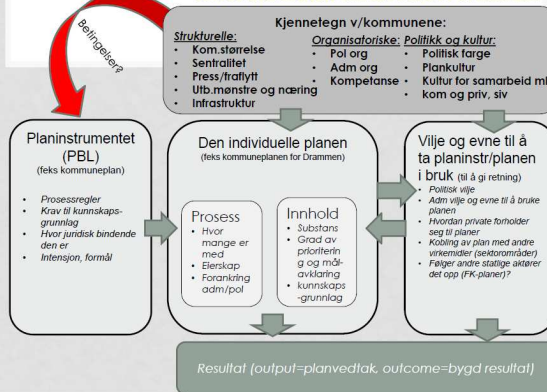 Betingelser?
Kjennetegn v/kommunene:
Strukturelle:
• Kom.størrelse
• Sentralitet
• Press/fraflytt
• Utb.mønstre og næring
• Infrastruktur
Organisatoriske:
• Pol org
• Adm org
• Kompetanse
Politikk og kultur:
• Politisk farge
• Plankultur
• Kultur for samarbeid ml
kom og priv, siv
Planinstrumentet
(PBL)
(feks kommuneplan)
• Prosessregler
• Krav til kunnskaps-
grunnlag
• Hvor juridisk bindende
den er
• Intensjon, formål
Den individuelle planen
(feks kommuneplanen for Drammen)
Prosess
• Hvor
mange er
med
• Eierskap
• Forankring
adm/pol
Innhold
• Substans
• Grad av
prioriterin
g og mål-
avklaring
• kunnskaps
-grunnlag
Vilje og evne til å
ta planinstr/planen
i bruk (til å gi retning)
• Politisk vilje
• Adm vilje og evne til å bruke
planen
• Hvordan private forholder
seg til planer
• Kobling av plan med andre
virkemidler (sektorområder)
• Følger andre statlige aktører
det opp (FK-planer)?
Resultat (output=planvedtak, outcome=bygd resultat)